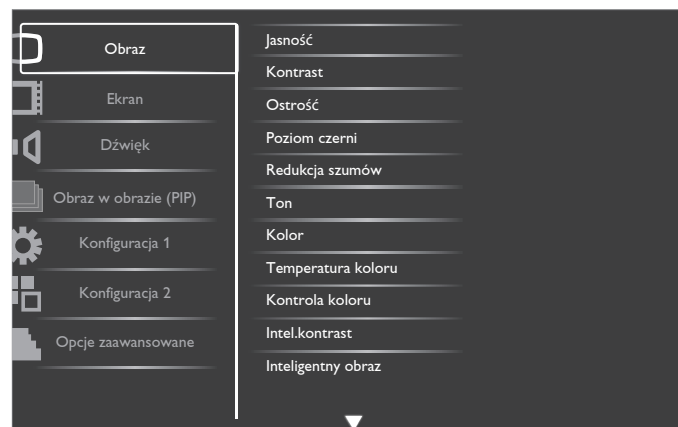 Obraz
Ekran
Dźwięk
Obraz w obrazie (PIP)
Konfiguracja 1
Konfiguracja 2
Opcje zaawansowane
Jasność
Kontrast
Ostrość
Poziom czerni
Redukcja szumów
Ton
Kolor
Temperatura koloru
Kontrola koloru
Intel.kontrast
Inteligentny obraz